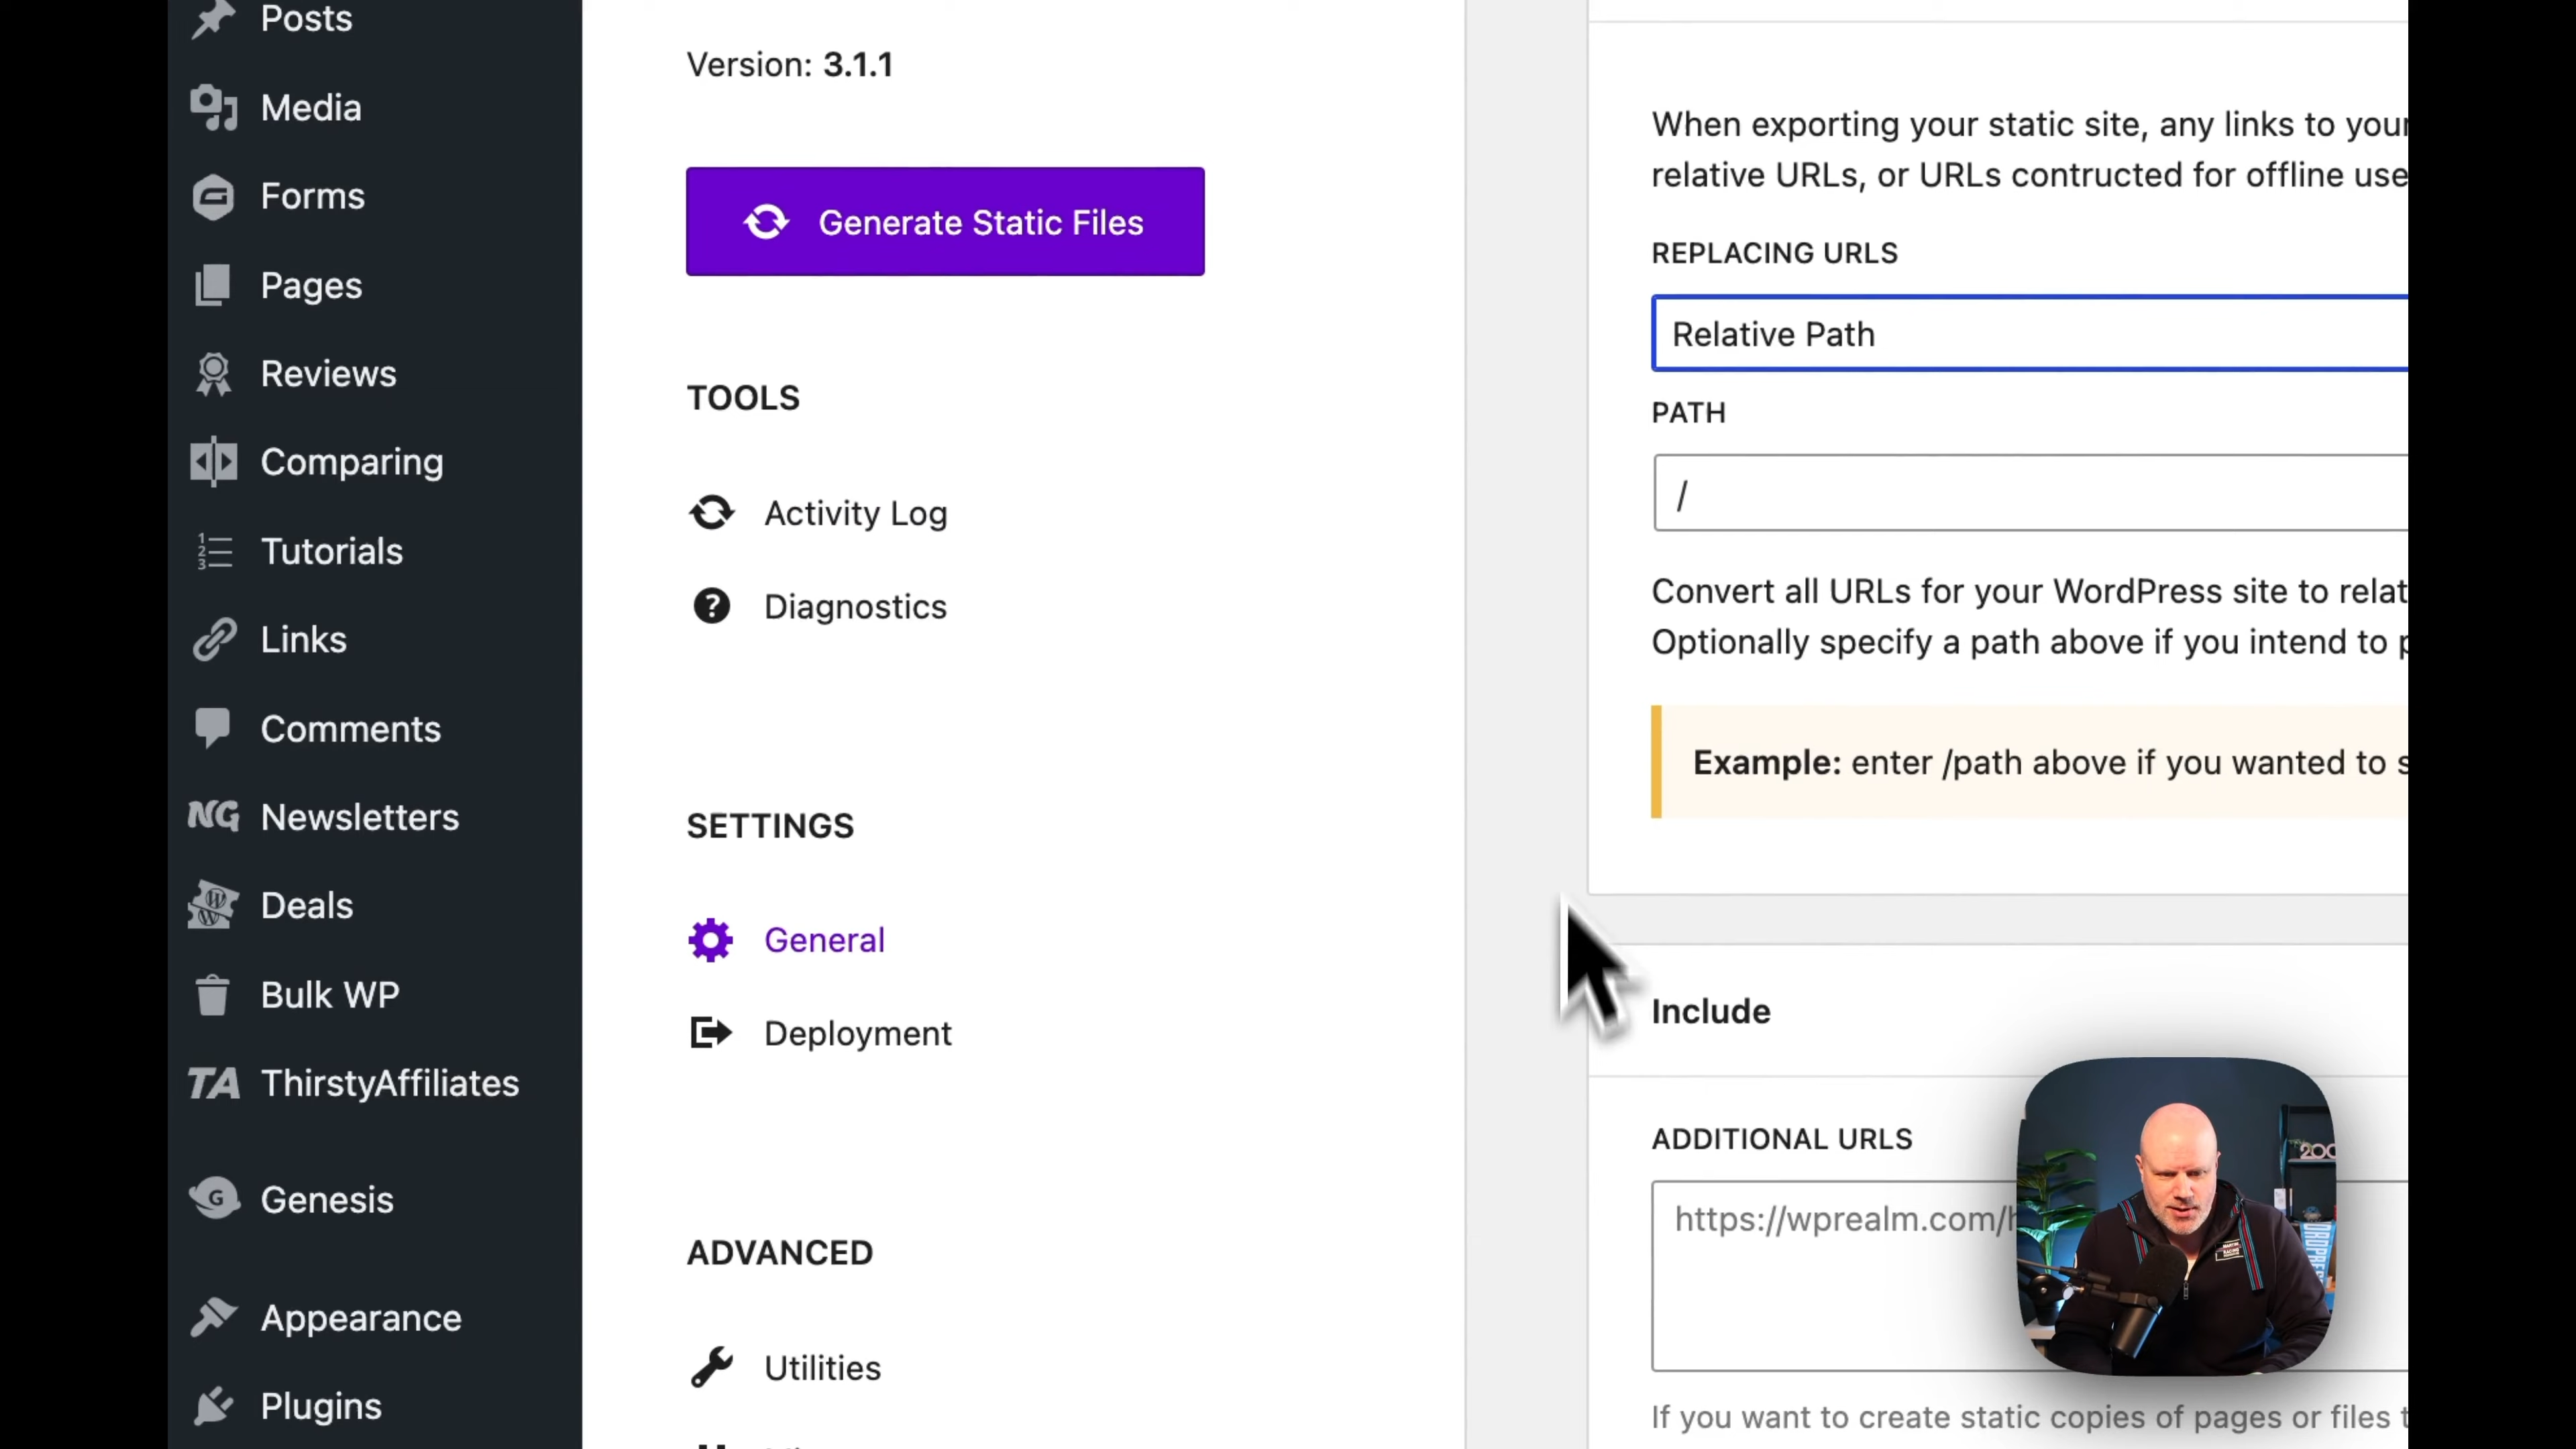 Posts
Media
Forms
Pages
Reviews
Comparing
Tutorials
Links
Comments
NG Newsletters
Deals
Bulk WP
TA ThirstyAffiliates
Genesis
Appearance
Plugins
Version: 3.1.1
Generate Static Files
TOOLS
Activity Log
Diagnostics
SETTINGS
General
Deployment
ADVANCED
Utilities
When exporting your static site, any links to your
relative URLs, or URLs contructed for offline use
REPLACING URLS
Relative Path
PATH
/
Convert all URLs for your WordPress site to relat
Optionally specify a path above if you intend to p
Example: enter /path above if you wanted to s
Include
ADDITIONAL URLS
https://wprealm.com/h
If you want to create static copies of pages or files t
200